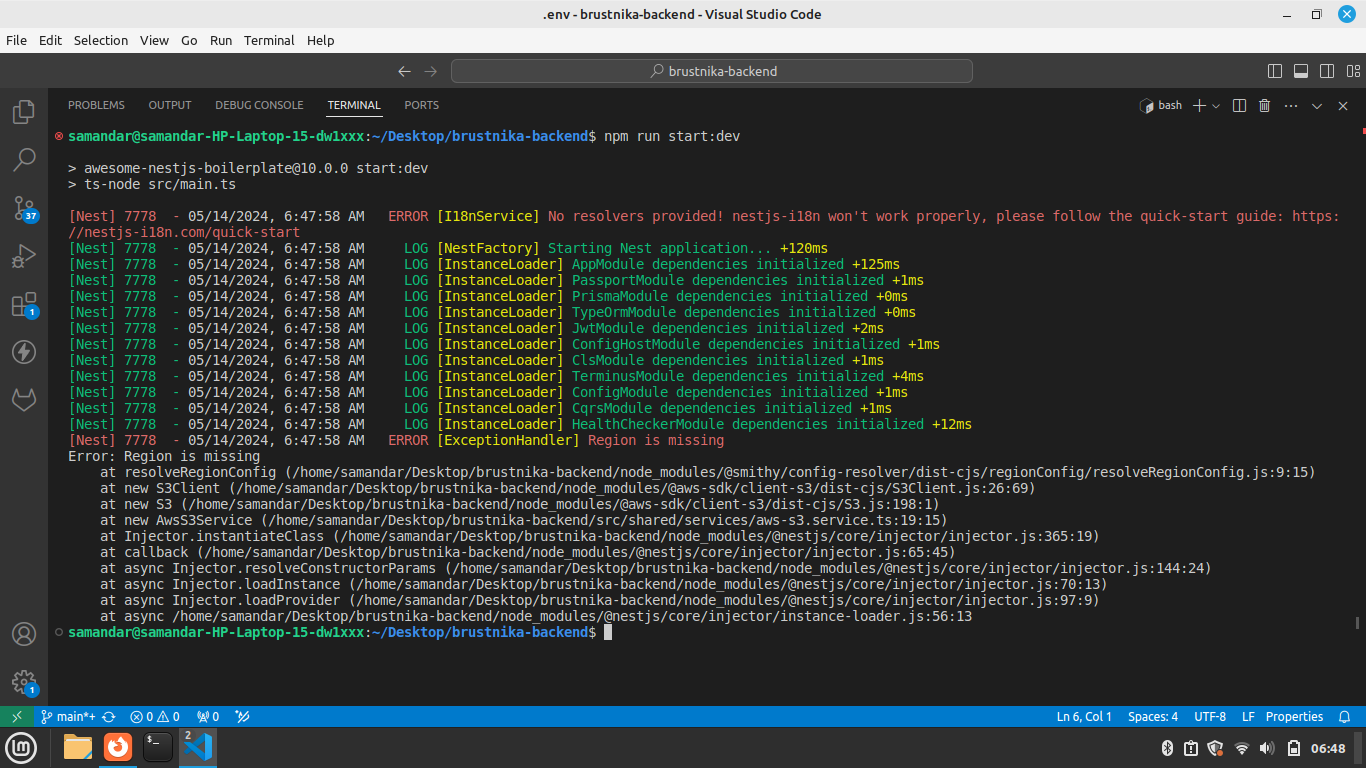 .env - brustnika-backend - Visual Studio Code
File Edit Selection View Go Run Terminal Help
brustnika-backend
PROBLEMS OUTPUT DEBUG CONSOLE TERMINAL PORTS
bash
samandar@samandar-HP-Laptop-15-dw1xxx:~/Desktop/brustnika-backend$ npm run start:dev
> awesome-nestjs-boilerplate@10.0.0 start:dev
> ts-node src/main.ts
[Nest] 7778  - 05/14/2024, 6:47:58 AM   ERROR [I18nService] No resolvers provided! nestjs-i18n won't work properly, please follow the quick-start guide: https:
//nestjs-i18n.com/quick-start
[Nest] 7778  - 05/14/2024, 6:47:58 AM     LOG [NestFactory] Starting Nest application... +120ms
[Nest] 7778  - 05/14/2024, 6:47:58 AM     LOG [InstanceLoader] AppModule dependencies initialized +125ms
[Nest] 7778  - 05/14/2024, 6:47:58 AM     LOG [InstanceLoader] PassportModule dependencies initialized +1ms
[Nest] 7778  - 05/14/2024, 6:47:58 AM     LOG [InstanceLoader] PrismaModule dependencies initialized +0ms
[Nest] 7778  - 05/14/2024, 6:47:58 AM     LOG [InstanceLoader] TypeOrmModule dependencies initialized +0ms
[Nest] 7778  - 05/14/2024, 6:47:58 AM     LOG [InstanceLoader] JwtModule dependencies initialized +2ms
[Nest] 7778  - 05/14/2024, 6:47:58 AM     LOG [InstanceLoader] ConfigHostModule dependencies initialized +1ms
[Nest] 7778  - 05/14/2024, 6:47:58 AM     LOG [InstanceLoader] ClsModule dependencies initialized +1ms
[Nest] 7778  - 05/14/2024, 6:47:58 AM     LOG [InstanceLoader] TerminusModule dependencies initialized +4ms
[Nest] 7778  - 05/14/2024, 6:47:58 AM     LOG [InstanceLoader] ConfigModule dependencies initialized +1ms
[Nest] 7778  - 05/14/2024, 6:47:58 AM     LOG [InstanceLoader] CqrsModule dependencies initialized +1ms
[Nest] 7778  - 05/14/2024, 6:47:58 AM     LOG [InstanceLoader] HealthCheckerModule dependencies initialized +12ms
[Nest] 7778  - 05/14/2024, 6:47:58 AM   ERROR [ExceptionHandler] Region is missing
Error: Region is missing
    at resolveRegionConfig (/home/samandar/Desktop/brustnika-backend/node_modules/@smithy/config-resolver/dist-cjs/regionConfig/resolveRegionConfig.js:9:15)
    at new S3Client (/home/samandar/Desktop/brustnika-backend/node_modules/@aws-sdk/client-s3/dist-cjs/S3Client.js:26:69)
    at new S3 (/home/samandar/Desktop/brustnika-backend/node_modules/@aws-sdk/client-s3/dist-cjs/S3.js:198:1)
    at new AwsS3Service (/home/samandar/Desktop/brustnika-backend/src/shared/services/aws-s3.service.ts:19:15)
    at Injector.instantiateClass (/home/samandar/Desktop/brustnika-backend/node_modules/@nestjs/core/injector/injector.js:365:19)
    at callback (/home/samandar/Desktop/brustnika-backend/node_modules/@nestjs/core/injector/injector.js:65:45)
    at async Injector.resolveConstructorParams (/home/samandar/Desktop/brustnika-backend/node_modules/@nestjs/core/injector/injector.js:144:24)
    at async Injector.loadInstance (/home/samandar/Desktop/brustnika-backend/node_modules/@nestjs/core/injector/injector.js:70:13)
    at async Injector.loadProvider (/home/samandar/Desktop/brustnika-backend/node_modules/@nestjs/core/injector/injector.js:97:9)
    at async /home/samandar/Desktop/brustnika-backend/node_modules/@nestjs/core/injector/instance-loader.js:56:13
samandar@samandar-HP-Laptop-15-dw1xxx:~/Desktop/brustnika-backend$
37
1
1
main*+ 0 0 0 Ln 6, Col 1 Spaces: 4 UTF-8 LF Properties
2
06:48